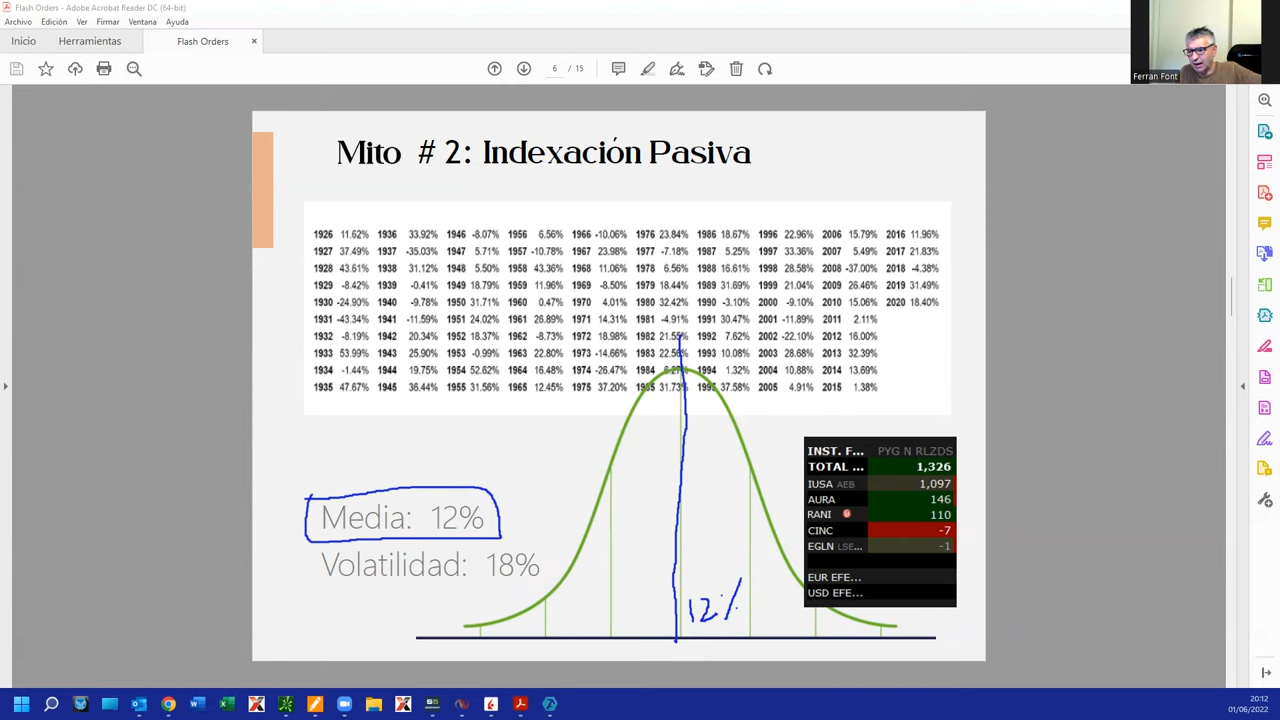 Flash Orders - Adobe Acrobat Reader DC (64-bit)
Archivo Edición Ver Firmar Ventana Ayuda
Inicio Herramientas Flash Orders ×
6 / 15
Ferran Font
Mito # 2: Indexación Pasiva
1926 11.62% 1936 33.92% 1946 -8.07% 1956 6.56% 1966 -10.06% 1976 23.84% 1986 18.67% 1996 22.96% 2006 15.79% 2016 11.96%
1927 37.49% 1937 -35.03% 1947 5.71% 1957 -10.78% 1967 23.98% 1977 -7.18% 1987 5.25% 1997 33.36% 2007 5.49% 2017 21.83%
1928 43.61% 1938 31.12% 1948 5.50% 1958 43.36% 1968 11.06% 1978 6.56% 1988 16.61% 1998 28.58% 2008 -37.00% 2018 -4.38%
1929 -8.42% 1939 -0.41% 1949 18.79% 1959 11.96% 1969 -8.50% 1979 18.44% 1989 31.69% 1999 21.04% 2009 26.46% 2019 31.49%
1930 -24.90% 1940 -9.78% 1950 31.71% 1960 0.47% 1970 4.01% 1980 32.42% 1990 -3.10% 2000 -9.10% 2010 15.06% 2020 18.40%
1931 -43.34% 1941 -11.59% 1951 24.02% 1961 26.89% 1971 14.31% 1981 -4.91% 1991 30.47% 2001 -11.89% 2011 2.11%
1932 -8.19% 1942 20.34% 1952 18.37% 1962 -8.73% 1972 18.98% 1982 21.55% 1992 7.62% 2002 -22.10% 2012 16.00%
1933 53.99% 1943 25.90% 1953 -0.99% 1963 22.80% 1973 -14.66% 1983 22.56% 1993 10.08% 2003 28.68% 2013 32.39%
1934 -1.44% 1944 19.75% 1954 52.62% 1964 16.48% 1974 -26.47% 1984 6.27% 1994 1.32% 2004 10.88% 2014 13.69%
1935 47.67% 1945 36.44% 1955 31.56% 1965 12.45% 1975 37.20% 1985 31.73% 1995 37.58% 2005 4.91% 2015 1.38%
Media: 12%
Volatilidad: 18%
12%
INST. F... PYG N RLZDS
TOTAL ... 1,326
IUSA AEB 1,097
AURA 146
RANI 110
CINC -7
EGLN LSE... -1
EUR EFE...
USD EFE...
20:12
01/06/2022